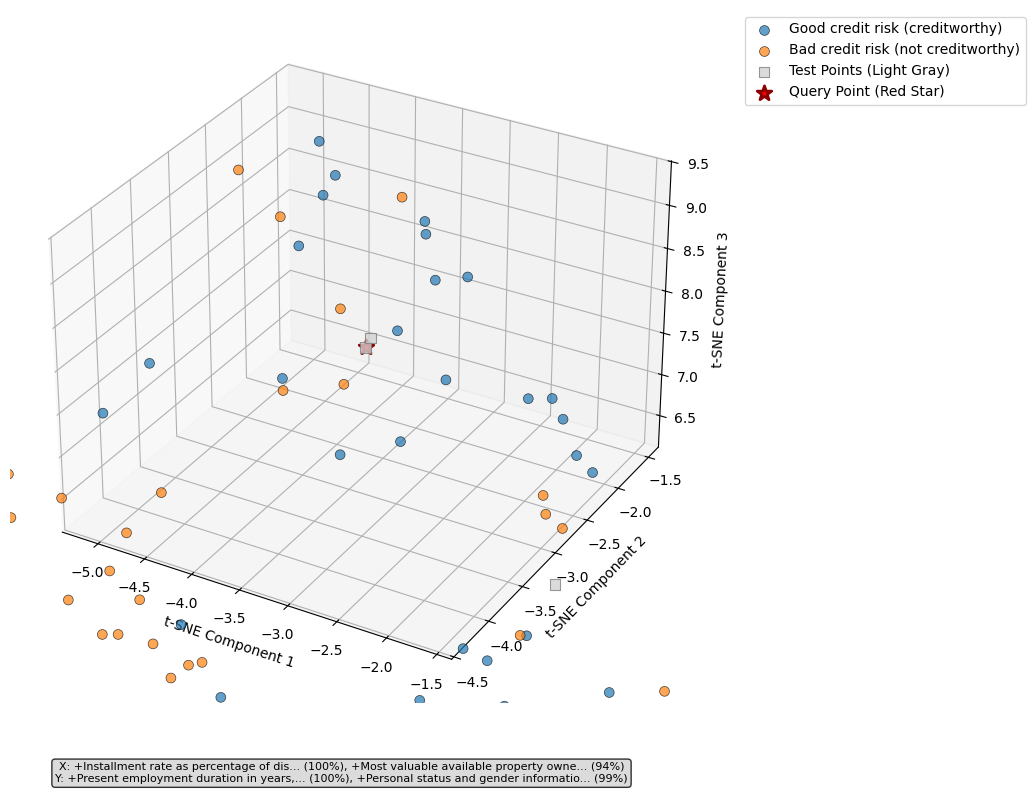 Good credit risk (creditworthy)
Bad credit risk (not creditworthy)
Test Points (Light Gray)
Query Point (Red Star)
9.5
9.0
8.5
8.0
7.5
7.0
6.5
t-SNE Component 3
−1.5
−2.0
−2.5
−3.0
−3.5
−4.0
−4.5
t-SNE Component 2
−5.0
−4.5
−4.0
−3.5
−3.0
−2.5
−2.0
−1.5
t-SNE Component 1
X: +Installment rate as percentage of dis... (100%), +Most valuable available property owne... (94%)
Y: +Present employment duration in years,... (100%), +Personal status and gender informatio... (99%)